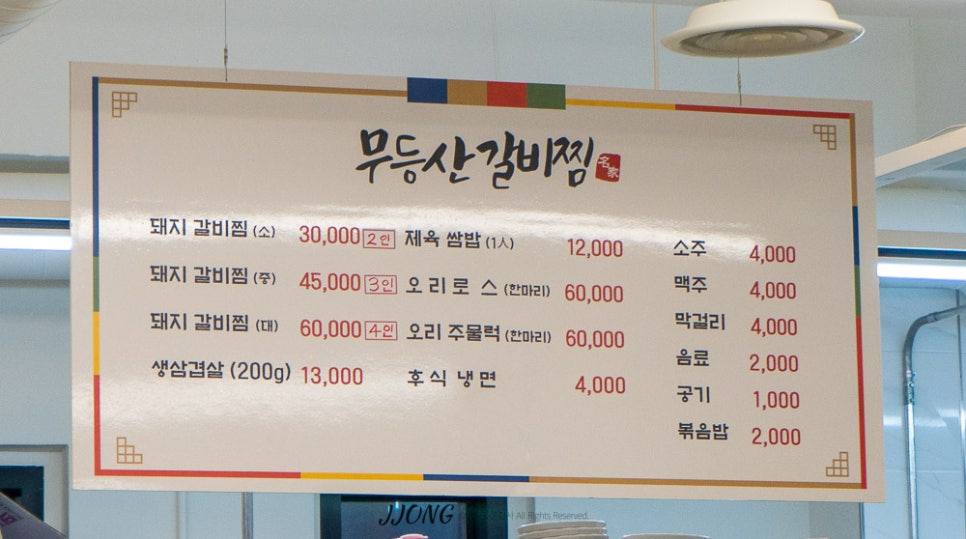 무등산갈비찜 名家
돼지 갈비찜 (소) 30,000 2인
돼지 갈비찜 (중) 45,000 3인
돼지 갈비찜 (대) 60,000 4인
생삼겹살 (200g) 13,000
체육 쌈밥 (1人) 12,000
오리로스 (한마리) 60,000
오리 주물럭 (한마리) 60,000
후식 냉면 4,000
소주 4,000
맥주 4,000
막걸리 4,000
음료 2,000
공기 1,000
볶음밥 2,000
JJONG
All Rights Reserved.